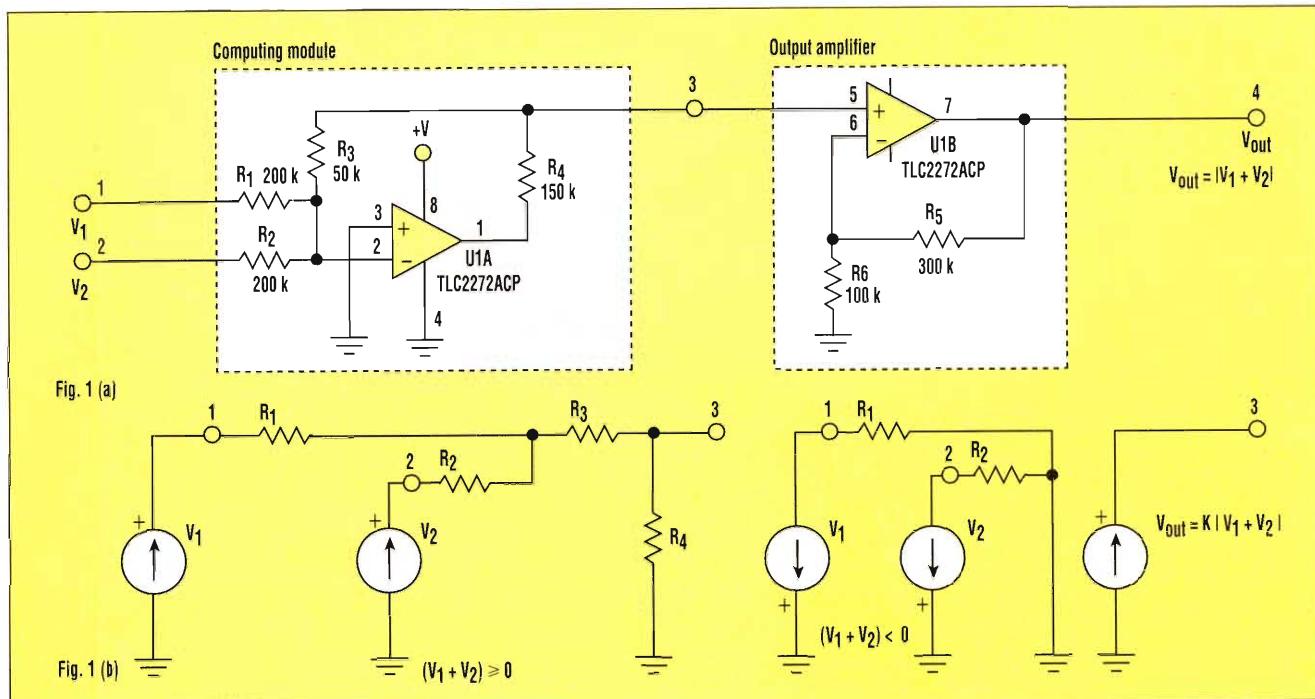 Computing module
Output amplifier
+V
R3
50 k
R1 200 k
R4
150 k
1
V1
2
V2
R2
200 k
3
8
2
1
U1A
TLC2272ACP
4
3
5
6
7
U1B
TLC2272ACP
R5
300 k
R6
100 k
4
Vout
Vout = |V1 + V2|
Fig. 1 (a)
1
R1
R3
3
2
R2
+
V1
+
V2
R4
(V1 + V2) ⩾ 0
Fig. 1 (b)
1
R1
2
R2
V1
+
V2
+
(V1 + V2) < 0
3
+
Vout = K | V1 + V2 |